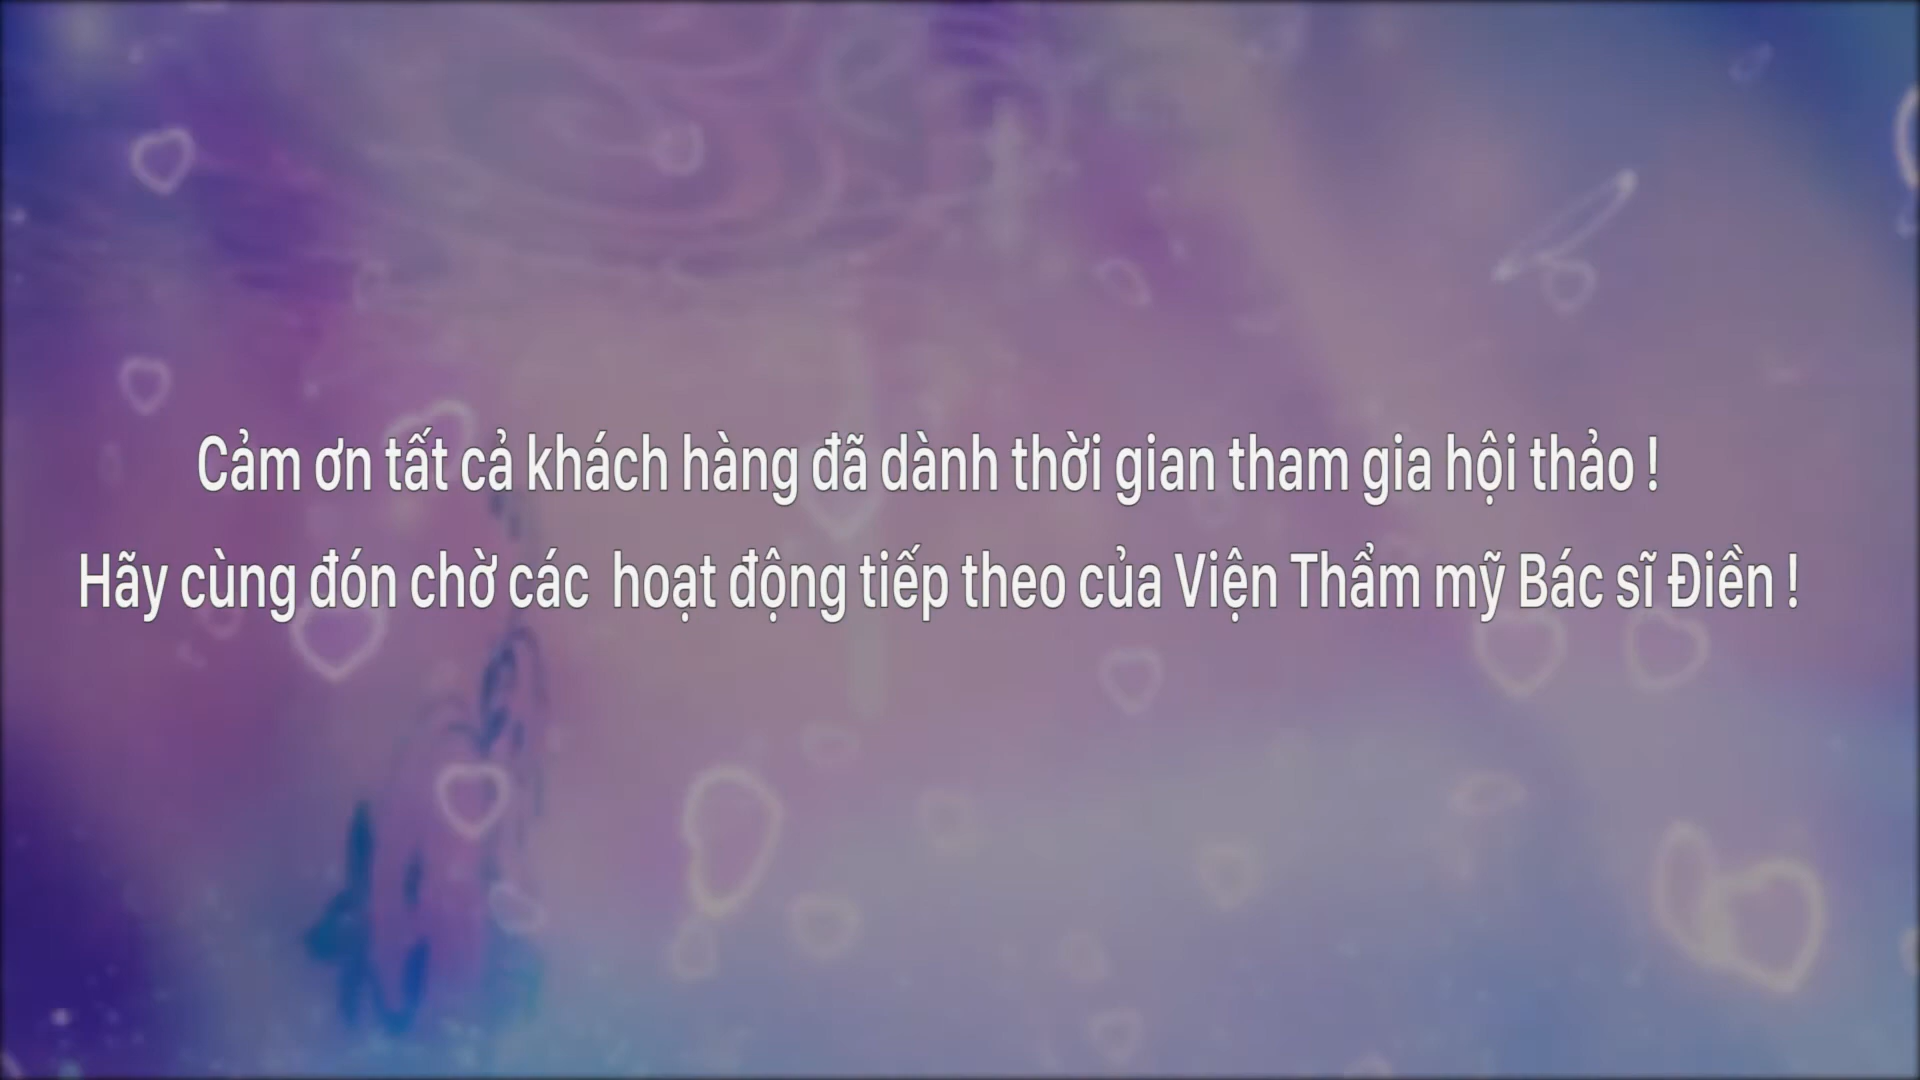 Cảm ơn tất cả khách hàng đã dành thời gian tham gia hội thảo !
Hãy cùng đón chờ các  hoạt động tiếp theo của Viện Thẩm mỹ Bác sĩ Điền !